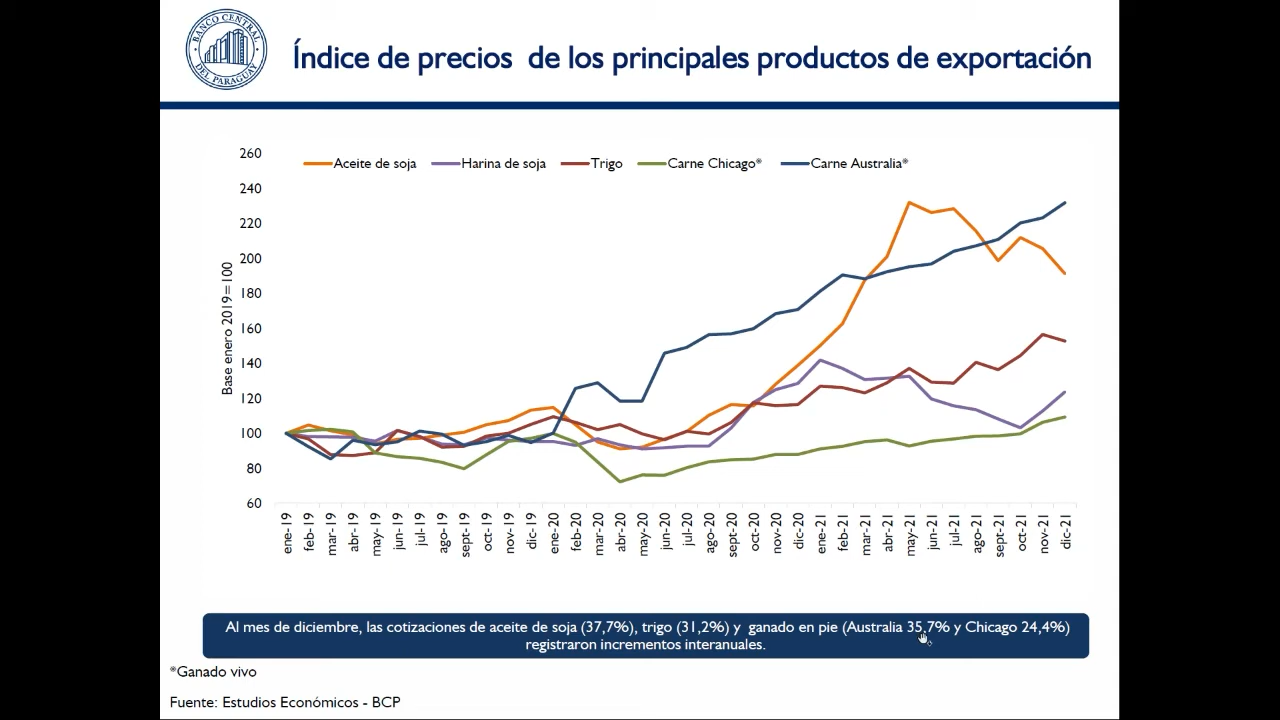 BANCO CENTRAL
DEL PARAGUAY
Índice de precios de los principales productos de exportación
Aceite de soja
Harina de soja
Trigo
Carne Chicago*
Carne Australia*
Base enero 2019=100
260
240
220
200
180
160
140
120
100
80
60
ene-19
feb-19
mar-19
abr-19
may-19
jun-19
jul-19
ago-19
sept-19
oct-19
nov-19
dic-19
ene-20
feb-20
mar-20
abr-20
may-20
jun-20
jul-20
ago-20
sept-20
oct-20
nov-20
dic-20
ene-21
feb-21
mar-21
abr-21
may-21
jun-21
jul-21
ago-21
sept-21
oct-21
nov-21
dic-21
Al mes de diciembre, las cotizaciones de aceite de soja (37,7%), trigo (31,2%) y ganado en pie (Australia 35,7% y Chicago 24,4%)
registraron incrementos interanuales.
*Ganado vivo
Fuente: Estudios Económicos - BCP